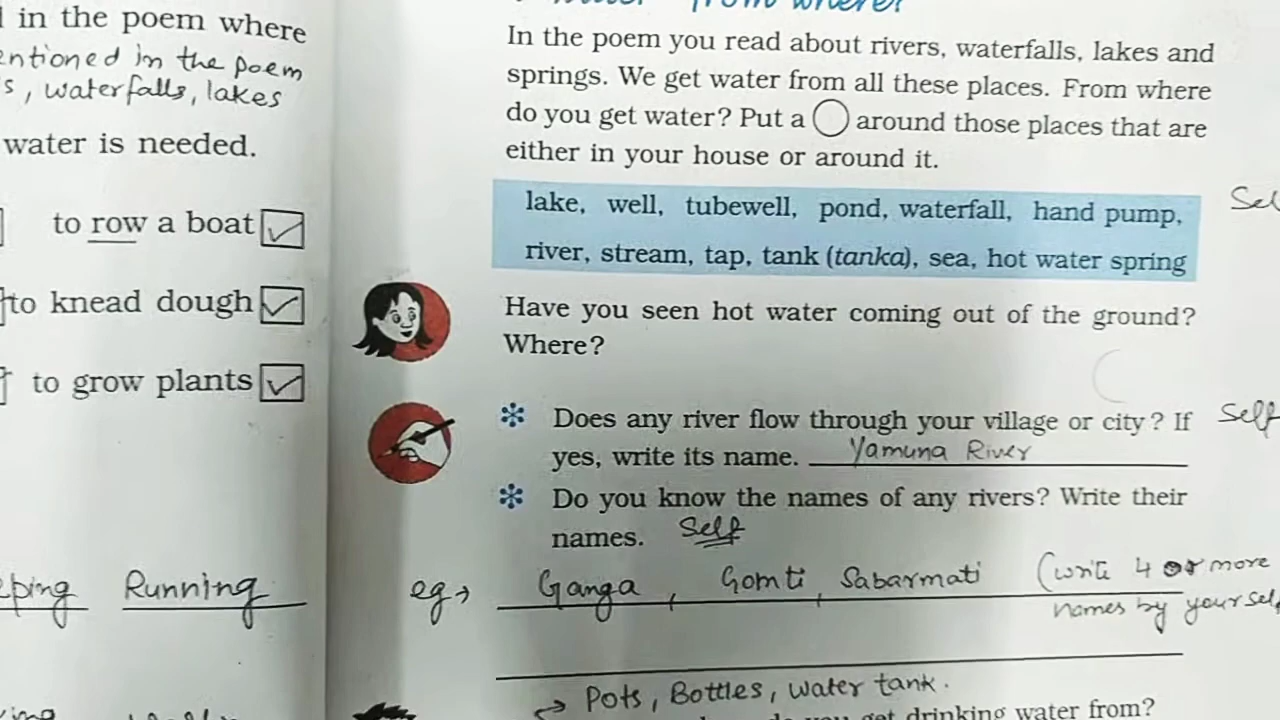 in the poem where
entioned in the poem
s, waterfalls, lakes
water is needed.
to row a boat
to knead dough
to grow plants
eping Running
from where?
In the poem you read about rivers, waterfalls, lakes and
springs. We get water from all these places. From where
do you get water? Put a ◯ around those places that are
either in your house or around it.
lake, well, tubewell, pond, waterfall, hand pump,
river, stream, tap, tank (tanka), sea, hot water spring
Sel
Have you seen hot water coming out of the ground?
Where?
* Does any river flow through your village or city? If
yes, write its name. Yamuna River
Self
* Do you know the names of any rivers? Write their
names. Self
eg→ Ganga, Gomti, Sabarmati (write 4 or more
names by yourself
→ Pots, Bottles, water tank.
get drinking water from?